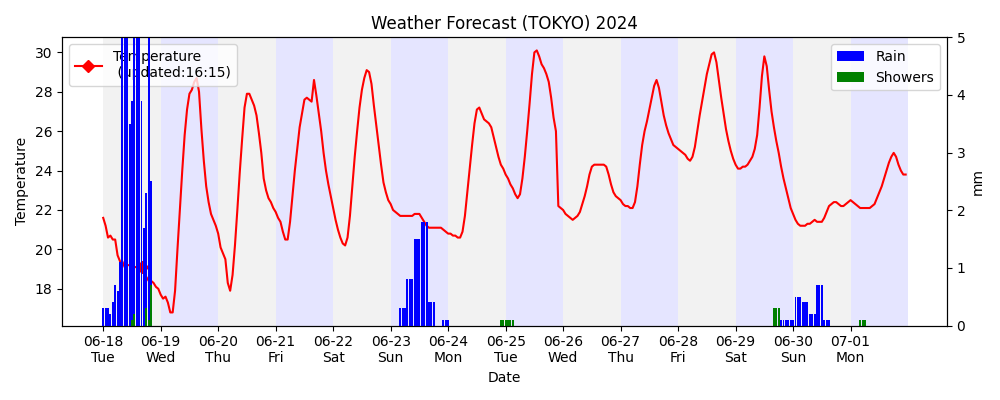 Weather Forecast (TOKYO) 2024
Temperature
(updated:16:15)
Rain
Showers
30
28
26
24
22
20
18
Temperature
5
4
3
2
1
0
mm
06-18 06-19 06-20 06-21 06-22 06-23 06-24 06-25 06-26 06-27 06-28 06-29 06-30 07-01
Tue Wed Thu Fri Sat Sun Mon Tue Wed Thu Fri Sat Sun Mon
Date